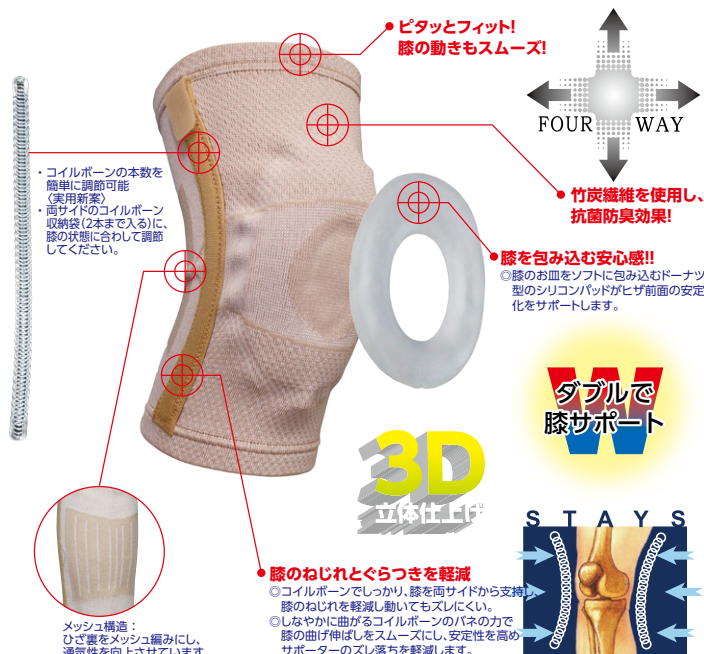 ピタッとフィット!
膝の動きもスムーズ!
FOUR WAY
・コイルボーンの本数を
簡単に調節可能
〈実用新案〉
・両サイドのコイルボーン
収納袋(2本まで入る)に、
膝の状態に合わして調節
してください。
竹炭繊維を使用し、
抗菌防臭効果!
膝を包み込む安心感!!
◎膝のお皿をソフトに包み込むドーナツ
型のシリコンパッドがヒザ前面の安定
化をサポートします。
W
ダブルで
膝サポート
3D
立体仕上げ
STAYS
膝のねじれとぐらつきを軽減
◎コイルボーンでしっかり、膝を両サイドから支持し
膝のねじれを軽減し動いてもズレにくい。
◎しなやかに曲がるコイルボーンのバネの力で
膝の曲げ伸ばしをスムーズにし、安定性を高め
サポーターのズレ落ちを軽減します。
メッシュ構造：
ひざ裏をメッシュ編みにし、
通気性を向上させています